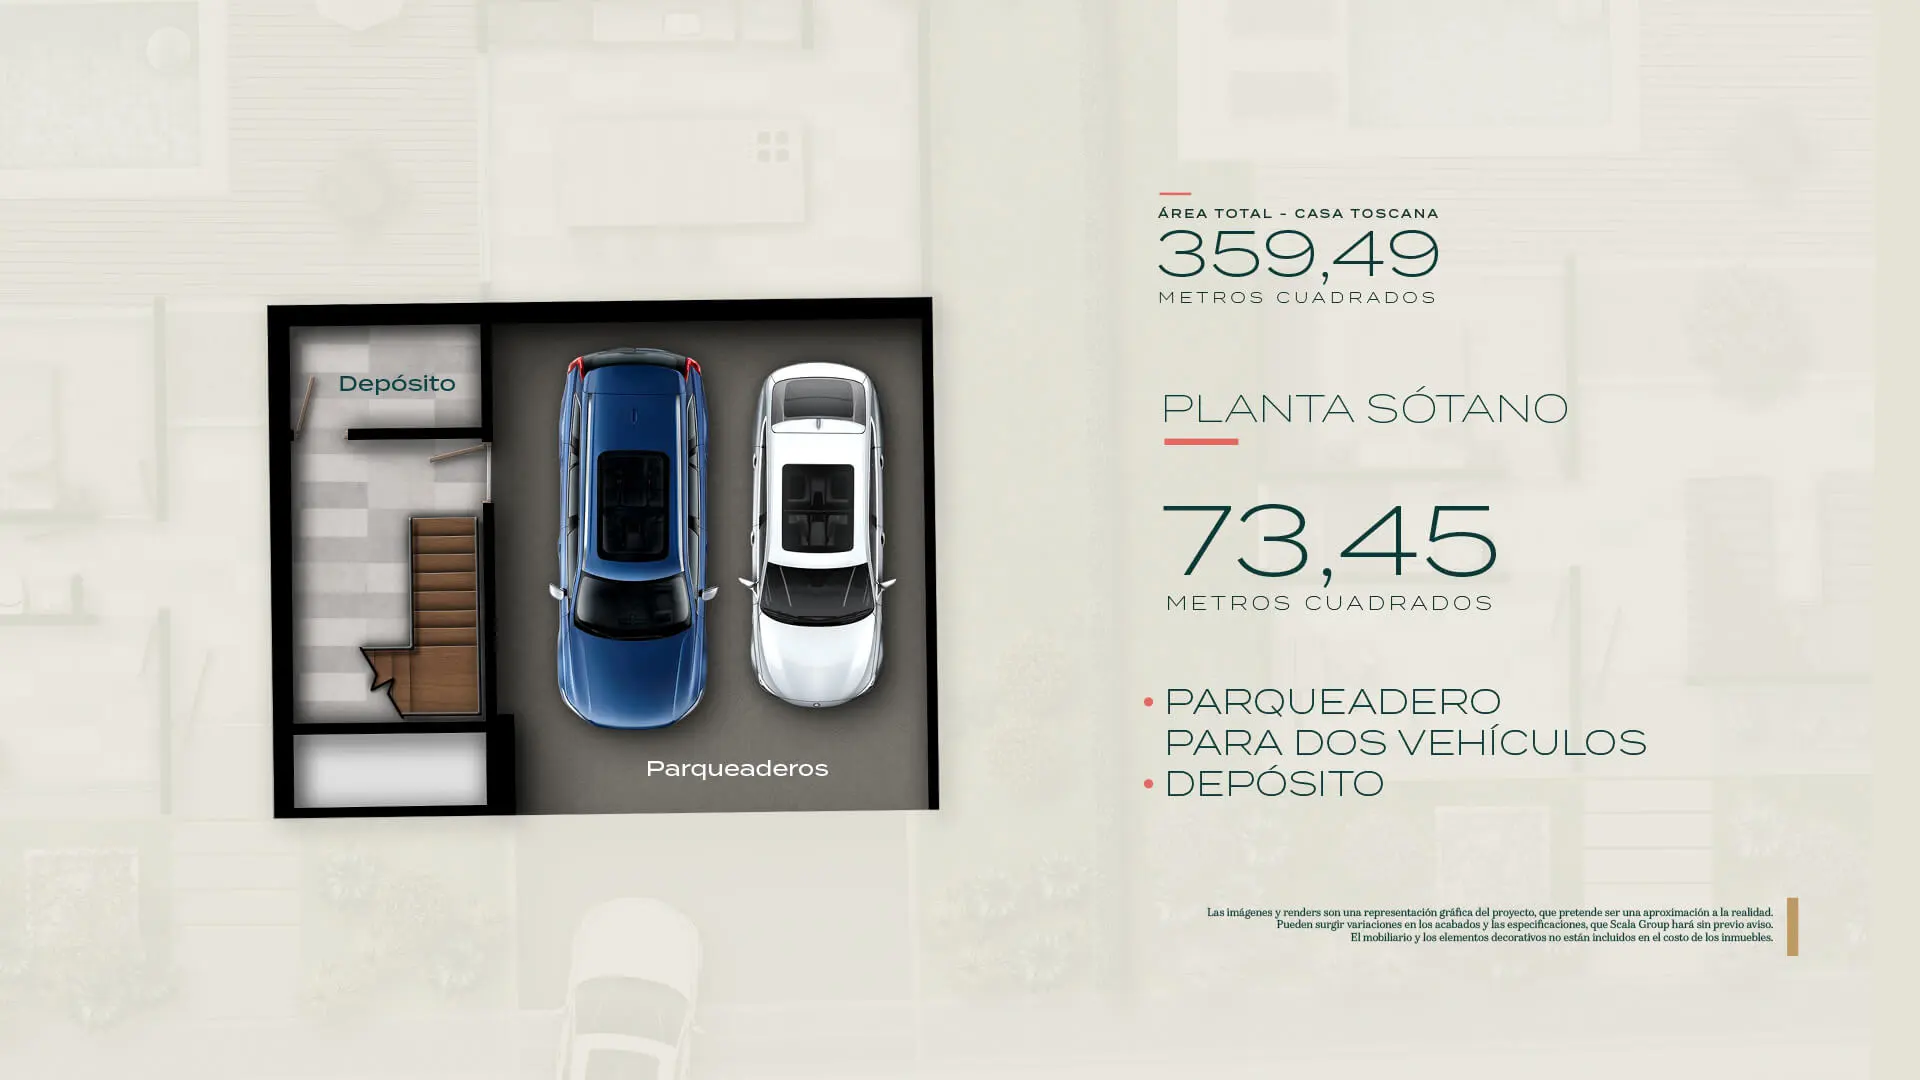 ÁREA TOTAL - CASA TOSCANA
359,49
METROS CUADRADOS
PLANTA SÓTANO
73,45
METROS CUADRADOS
• PARQUEADERO
PARA DOS VEHÍCULOS
• DEPÓSITO
Depósito
Parqueaderos
Las imágenes y renders son una representación gráfica del proyecto, que pretende ser una aproximación a la realidad.
Pueden surgir variaciones en los acabados y las especificaciones, que Scala Group hará sin previo aviso.
El mobiliario y los elementos decorativos no están incluidos en el costo de los inmuebles.